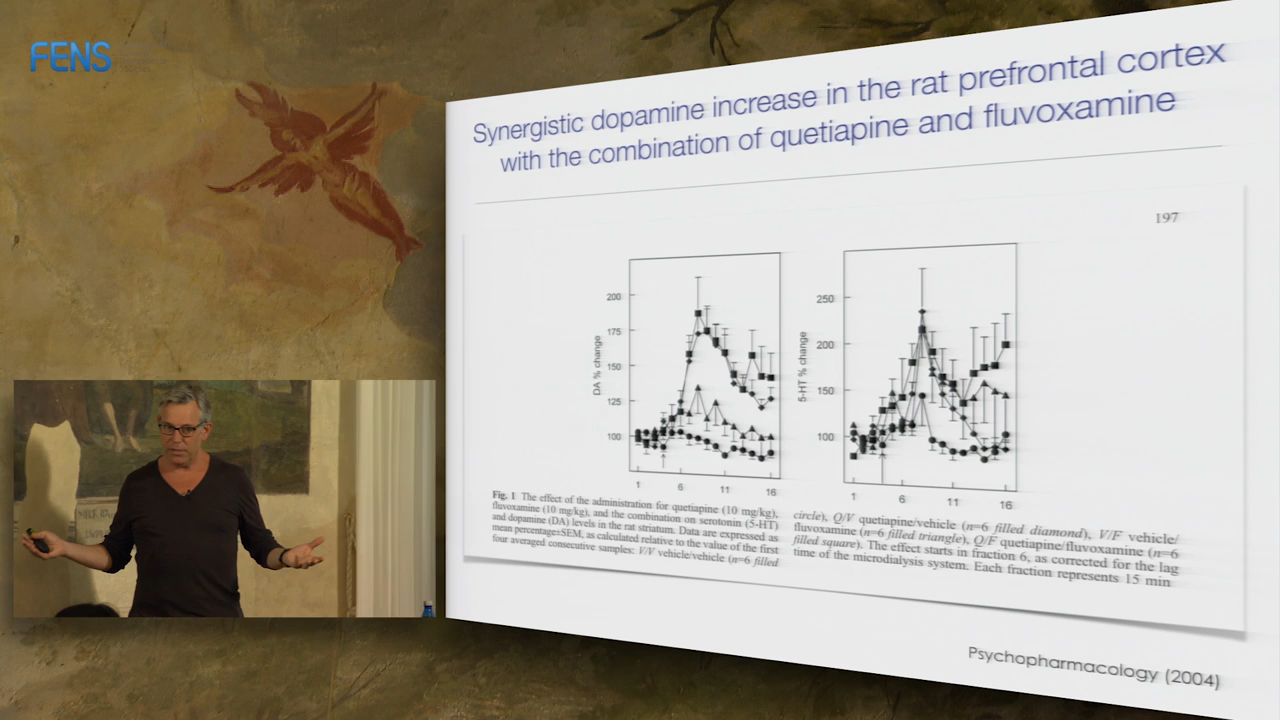 FENS
Synergistic dopamine increase in the rat prefrontal cortex
with the combination of quetiapine and fluvoxamine
197
DA % change
200
175
150
125
100
1 6 11 16
5-HT % change
250
200
150
100
1 6 11 16
Fig. 1 The effect of the administration for quetiapine (10 mg/kg),
fluvoxamine (10 mg/kg), and the combination on serotonin (5-HT)
and dopamine (DA) levels in the rat striatum. Data are expressed as
mean percentage±SEM, as calculated relative to the value of the first
four averaged consecutive samples: V/V vehicle/vehicle (n=6 filled
circle), Q/V quetiapine/vehicle (n=6 filled diamond), V/F vehicle/
fluvoxamine (n=6 filled triangle), Q/F quetiapine/fluvoxamine (n=6
filled square). The effect starts in fraction 6, as corrected for the lag
time of the microdialysis system. Each fraction represents 15 min
Psychopharmacology (2004)